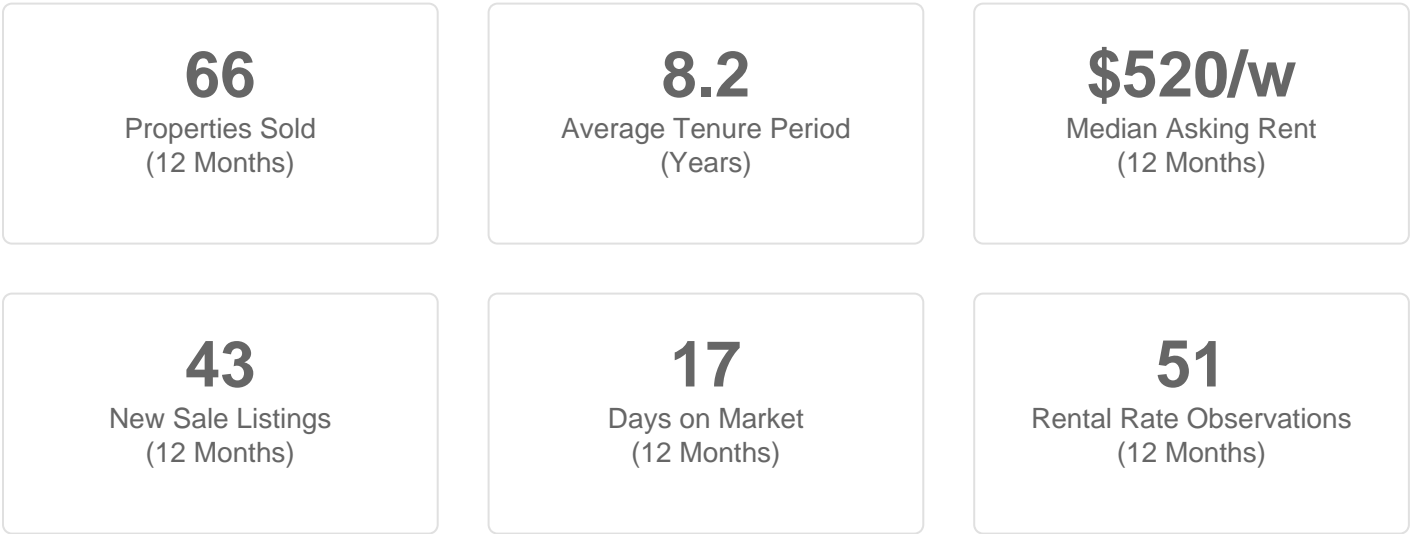 66
Properties Sold
(12 Months)
8.2
Average Tenure Period
(Years)
$520/w
Median Asking Rent
(12 Months)
43
New Sale Listings
(12 Months)
17
Days on Market
(12 Months)
51
Rental Rate Observations
(12 Months)